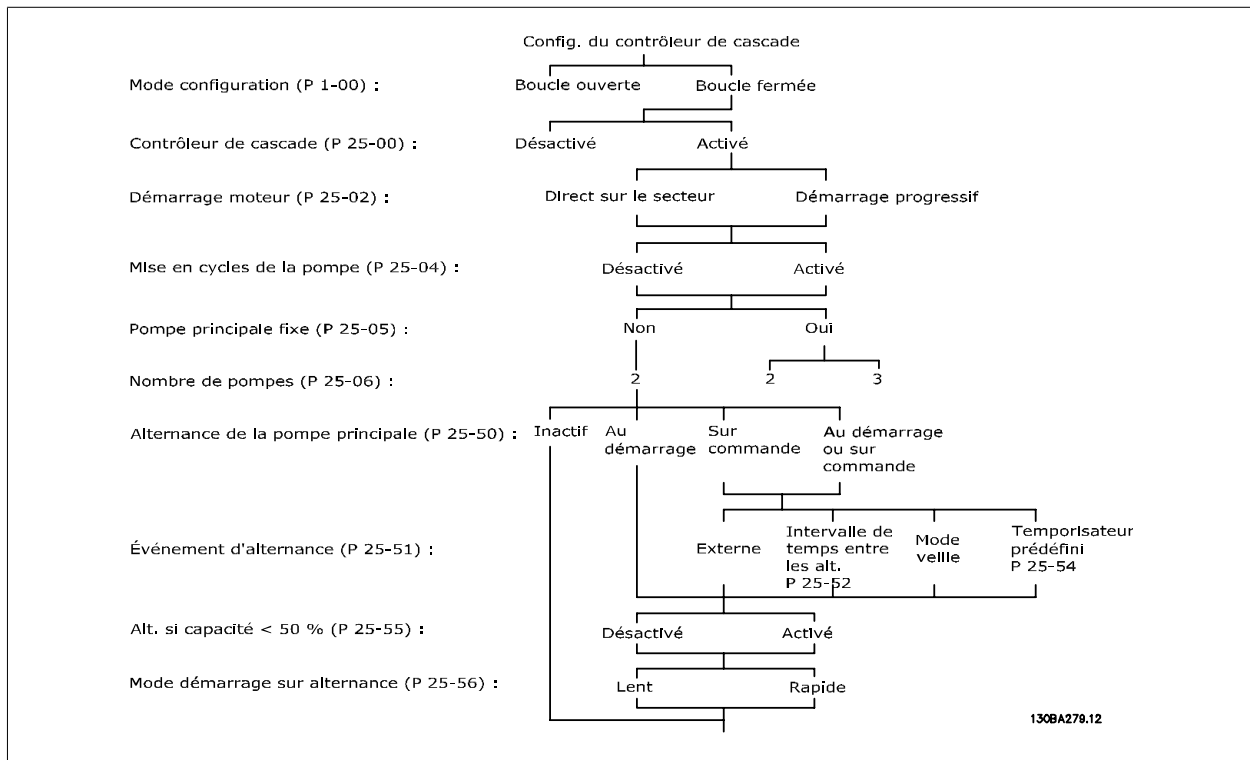 Config. du contrôleur de cascade
Mode configuration (P 1-00) : Boucle ouverte Boucle fermée
Contrôleur de cascade (P 25-00) : Désactivé Activé
Démarrage moteur (P 25-02) : Direct sur le secteur Démarrage progressif
Mise en cycles de la pompe (P 25-04) : Désactivé Activé
Pompe principale fixe (P 25-05) : Non Oui
Nombre de pompes (P 25-06) : 2 2 3
Alternance de la pompe principale (P 25-50) : Inactif Au démarrage Sur commande Au démarrage ou sur commande
Événement d'alternance (P 25-51) : Externe Intervalle de temps entre les alt. P 25-52 Mode veille Temporisateur prédéfini P 25-54
Alt. si capacité < 50 % (P 25-55) : Désactivé Activé
Mode démarrage sur alternance (P 25-56) : Lent Rapide
130BA279.12